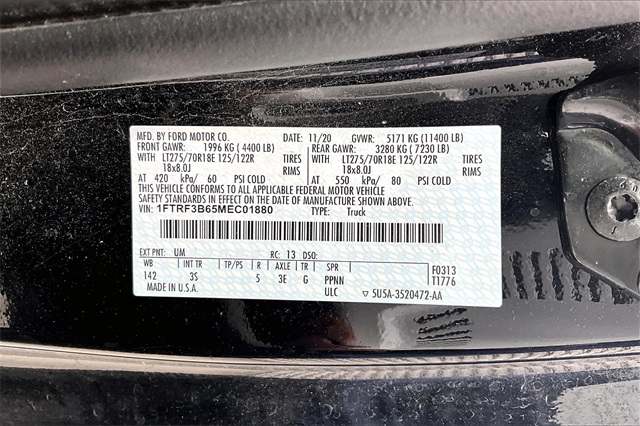 MFD. BY FORD MOTOR CO. DATE: 11/20 GVWR: 5171 KG (11400 LB)
FRONT GAWR: 1996 KG (4400 LB) REAR GAWR: 3280 KG (7230 LB)
WITH LT275/70R18E 125/122R TIRES WITH LT275/70R18E 125/122R TIRES
18x8.0J RIMS 18x8.0J RIMS
AT 420 kPa/ 60 PSI COLD AT 550 kPa/ 80 PSI COLD
THIS VEHICLE CONFORMS TO ALL APPLICABLE FEDERAL MOTOR VEHICLE
SAFETY STANDARDS IN EFFECT ON THE DATE OF MANUFACTURE SHOWN ABOVE.
VIN: 1FTRF3B65MEC01880 TYPE: Truck
EXT PNT: UM RC: 13 DSO:
WB INT TR TP/PS R AXLE TR SPR F0313
142 3S 5 3E G PPNN T1776
MADE IN U.S.A. ULC ▽ 5U5A-3520472-AA